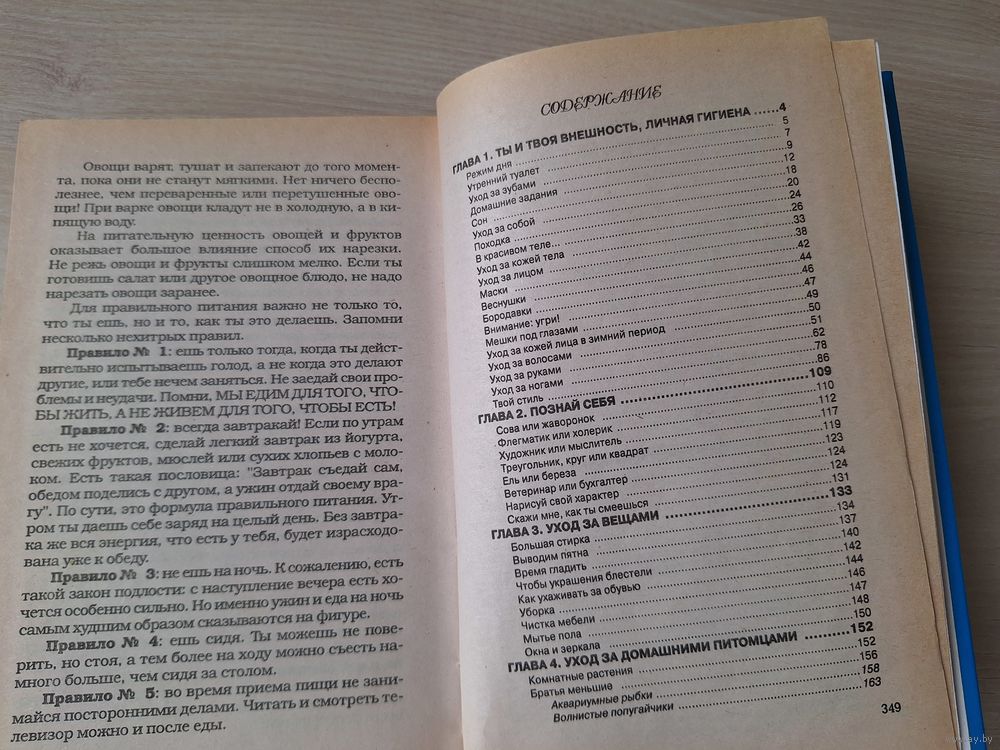 Овощи варят, тушат и запекают до того момен-
та, пока они не станут мягкими. Нет ничего беспо-
лезнее, чем переваренные или перетушенные ово-
щи! При варке овощи кладут не в холодную, а в ки-
пящую воду.
На питательную ценность овощей и фруктов
оказывает большое влияние способ их нарезки.
Не режь овощи и фрукты слишком мелко. Если ты
готовишь салат или другое овощное блюдо, не надо
нарезать овощи заранее.
Для правильного питания важно не только то,
что ты ешь, но и то, как ты это делаешь. Запомни
несколько нехитрых правил.
Правило № 1: ешь только тогда, когда ты дейст-
вительно испытываешь голод, а не когда это делают
другие, или тебе нечем заняться. Не заедай свои про-
блемы и неудачи. Помни, МЫ ЕДИМ ДЛЯ ТОГО, ЧТО-
БЫ ЖИТЬ, А НЕ ЖИВЕМ ДЛЯ ТОГО, ЧТОБЫ ЕСТЬ!
Правило № 2: всегда завтракай! Если по утрам
есть не хочется, сделай легкий завтрак из йогурта,
свежих фруктов, мюслей или сухих хлопьев с моло-
ком. Есть такая пословица: "Завтрак съедай сам,
обедом поделись с другом, а ужин отдай своему вра-
гу". По сути, это формула правильного питания. Ут-
ром ты даешь себе заряд на целый день. Без завтра-
ка же вся энергия, что есть у тебя, будет израсходо-
вана уже к обеду.
Правило № 3: не ешь на ночь. К сожалению, есть
такой закон подлости: с наступление вечера есть хо-
чется особенно сильно. Но именно ужин и еда на ночь
самым худшим образом сказываются на фигуре.
Правило № 4: ешь сидя. Ты можешь не пове-
рить, но стоя, а тем более на ходу можно съесть на-
много больше, чем сидя за столом.
Правило № 5: во время приема пищи не зани-
майся посторонними делами. Читать и смотреть те-
левизор можно и после еды.
СОДЕРЖАНИЕ
ГЛАВА 1. ТЫ И ТВОЯ ВНЕШНОСТЬ, ЛИЧНАЯ ГИГИЕНА ......4
Режим дня 5
Утренний туалет 7
Уход за зубами 9
Домашние задания 12
Сон 18
Уход за собой 20
Походка 24
В красивом теле... 26
Уход за кожей тела 33
Уход за лицом 38
Маски 42
Веснушки 44
Бородавки 46
Внимание: угри! 47
Мешки под глазами 49
Уход за кожей лица в зимний период 50
Уход за волосами 51
Уход за руками 62
Уход за ногами 78
Твой стиль 86
ГЛАВА 2. ПОЗНАЙ СЕБЯ 109
Сова или жаворонок 110
Флегматик или холерик 112
Художник или мыслитель 117
Треугольник, круг или квадрат 119
Ель или береза 123
Ветеринар или бухгалтер 124
Нарисуй свой характер 124
Скажи мне, как ты смеешься 131
ГЛАВА 3. УХОД ЗА ВЕЩАМИ 133
Большая стирка 134
Выводим пятна 137
Время гладить 140
Чтобы украшения блестели 142
Как ухаживать за обувью 144
Уборка 146
Чистка мебели 147
Мытье пола 148
Окна и зеркала 150
ГЛАВА 4. УХОД ЗА ДОМАШНИМИ ПИТОМЦАМИ 152
Комнатные растения 152
Братья меньшие 156
Аквариумные рыбки 158
Волнистые попугайчики 163
349